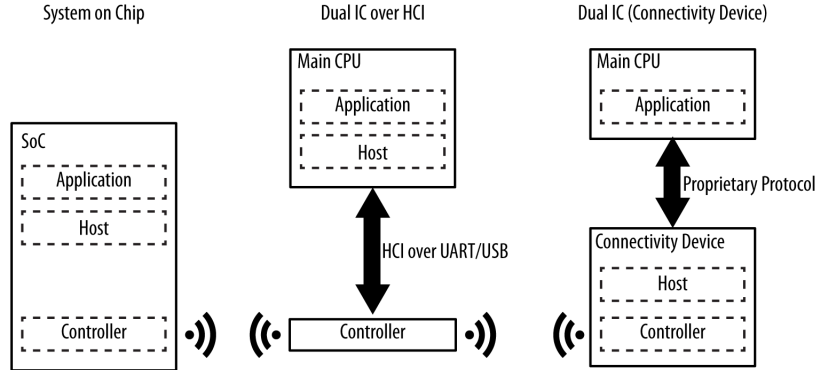 System on Chip
SoC
Application
Host
Controller
Dual IC over HCI
Main CPU
Application
Host
HCI over UART/USB
Controller
Dual IC (Connectivity Device)
Main CPU
Application
Proprietary Protocol
Connectivity Device
Host
Controller